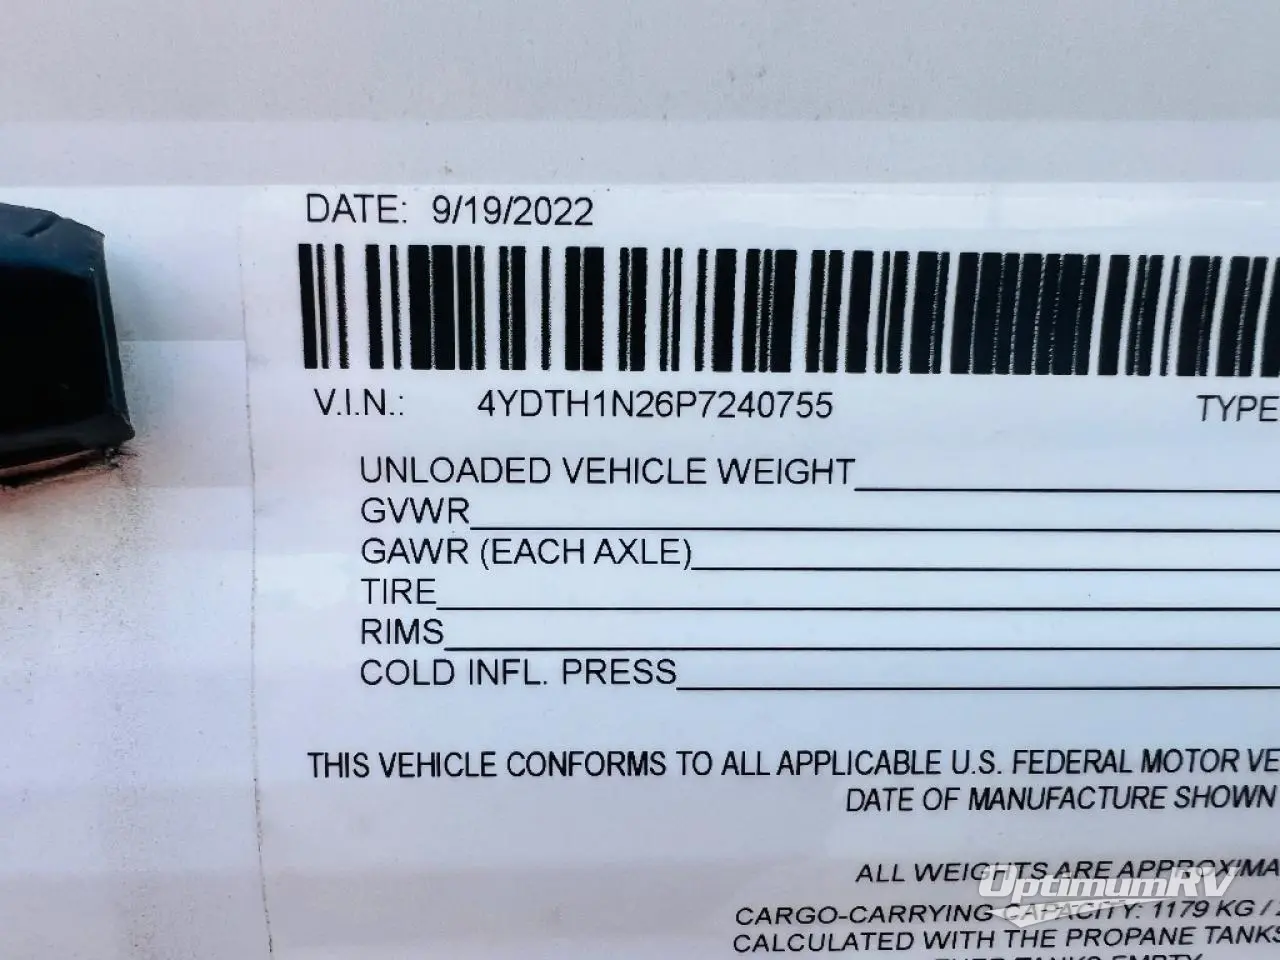 DATE: 9/19/2022
V.I.N.: 4YDTH1N26P7240755 TYPE
UNLOADED VEHICLE WEIGHT
GVWR
GAWR (EACH AXLE)
TIRE
RIMS
COLD INFL. PRESS
THIS VEHICLE CONFORMS TO ALL APPLICABLE U.S. FEDERAL MOTOR VE
DATE OF MANUFACTURE SHOWN
ALL WEIGHTS ARE APPROXIMA
OptimumRV
CARGO-CARRYING CAPACITY: 1179 KG /
CALCULATED WITH THE PROPANE TANKS